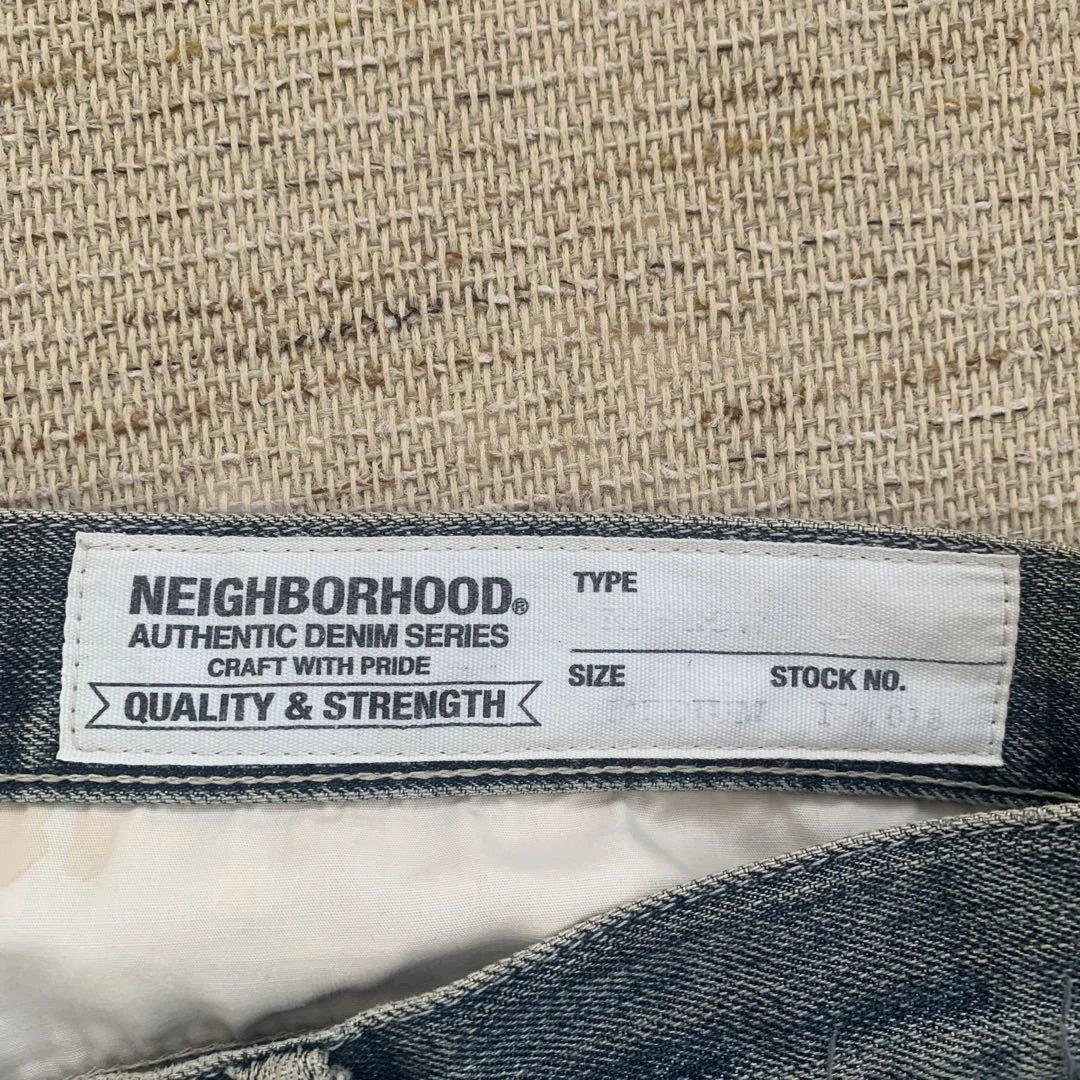 NEIGHBORHOOD®
AUTHENTIC DENIM SERIES
CRAFT WITH PRIDE
QUALITY & STRENGTH
TYPE
SIZE STOCK NO.